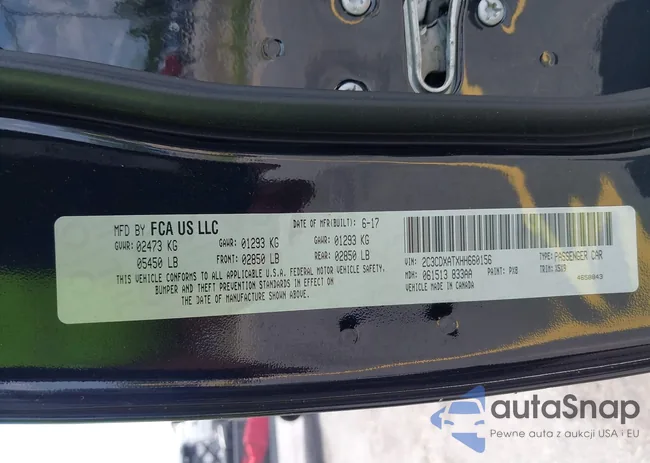 MFD BY FCA US LLC
DATE OF MFR(BUILT): 6-17
GVWR: 02473 KG GAWR: 01293 KG GAWR: 01293 KG
05450 LB FRONT: 02850 LB REAR: 02850 LB
THIS VEHICLE CONFORMS TO ALL APPLICABLE U.S.A. FEDERAL MOTOR VEHICLE SAFETY,
BUMPER AND THEFT PREVENTION STANDARDS IN EFFECT ON
THE DATE OF MANUFACTURE SHOWN ABOVE.
VIN: 2C3CDXATXHH660156 TYPE: PASSENGER CAR
MDH: 061513 833AA PAINT: PX8 TRIM: X5X9
VEHICLE MADE IN CANADA 4658043
autaSnap
Pewne auta z aukcji USA i EU